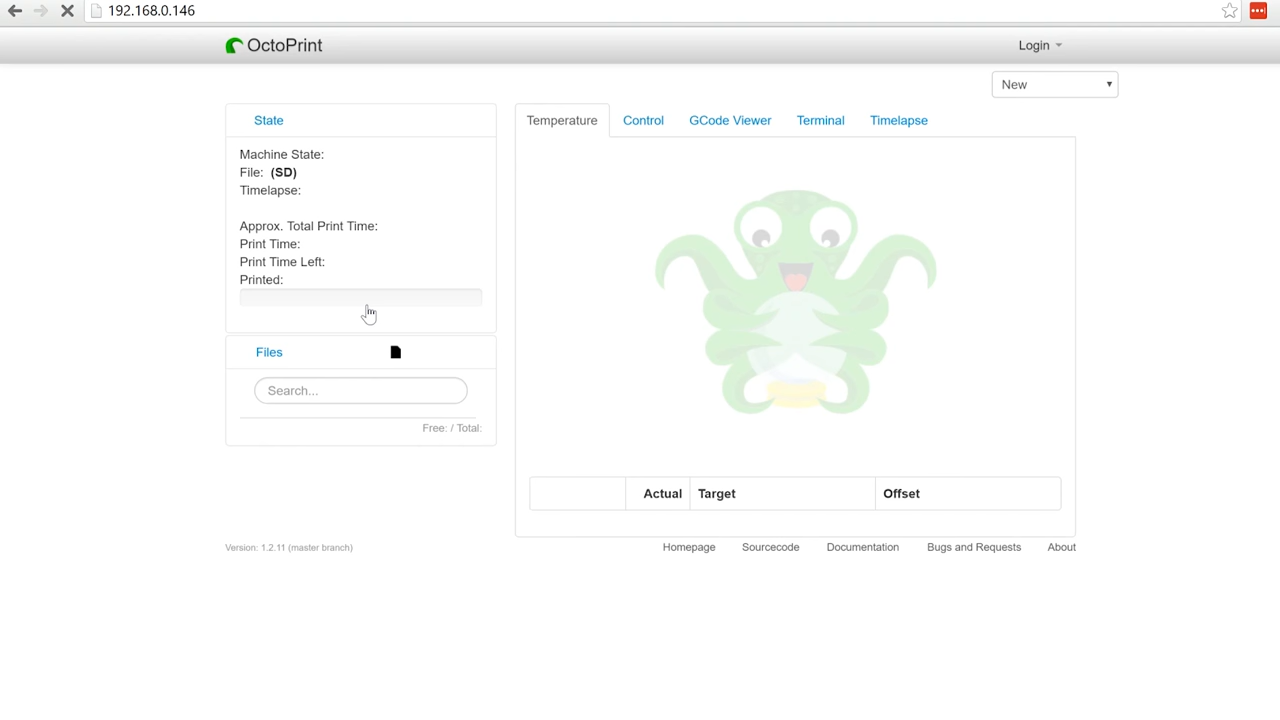 192.168.0.146
OctoPrint
Login
New
State
Temperature Control GCode Viewer Terminal Timelapse
Machine State:
File: (SD)
Timelapse:
Approx. Total Print Time:
Print Time:
Print Time Left:
Printed:
Files
Search...
Free: / Total:
Actual Target Offset
Version: 1.2.11 (master branch)
Homepage Sourcecode Documentation Bugs and Requests About